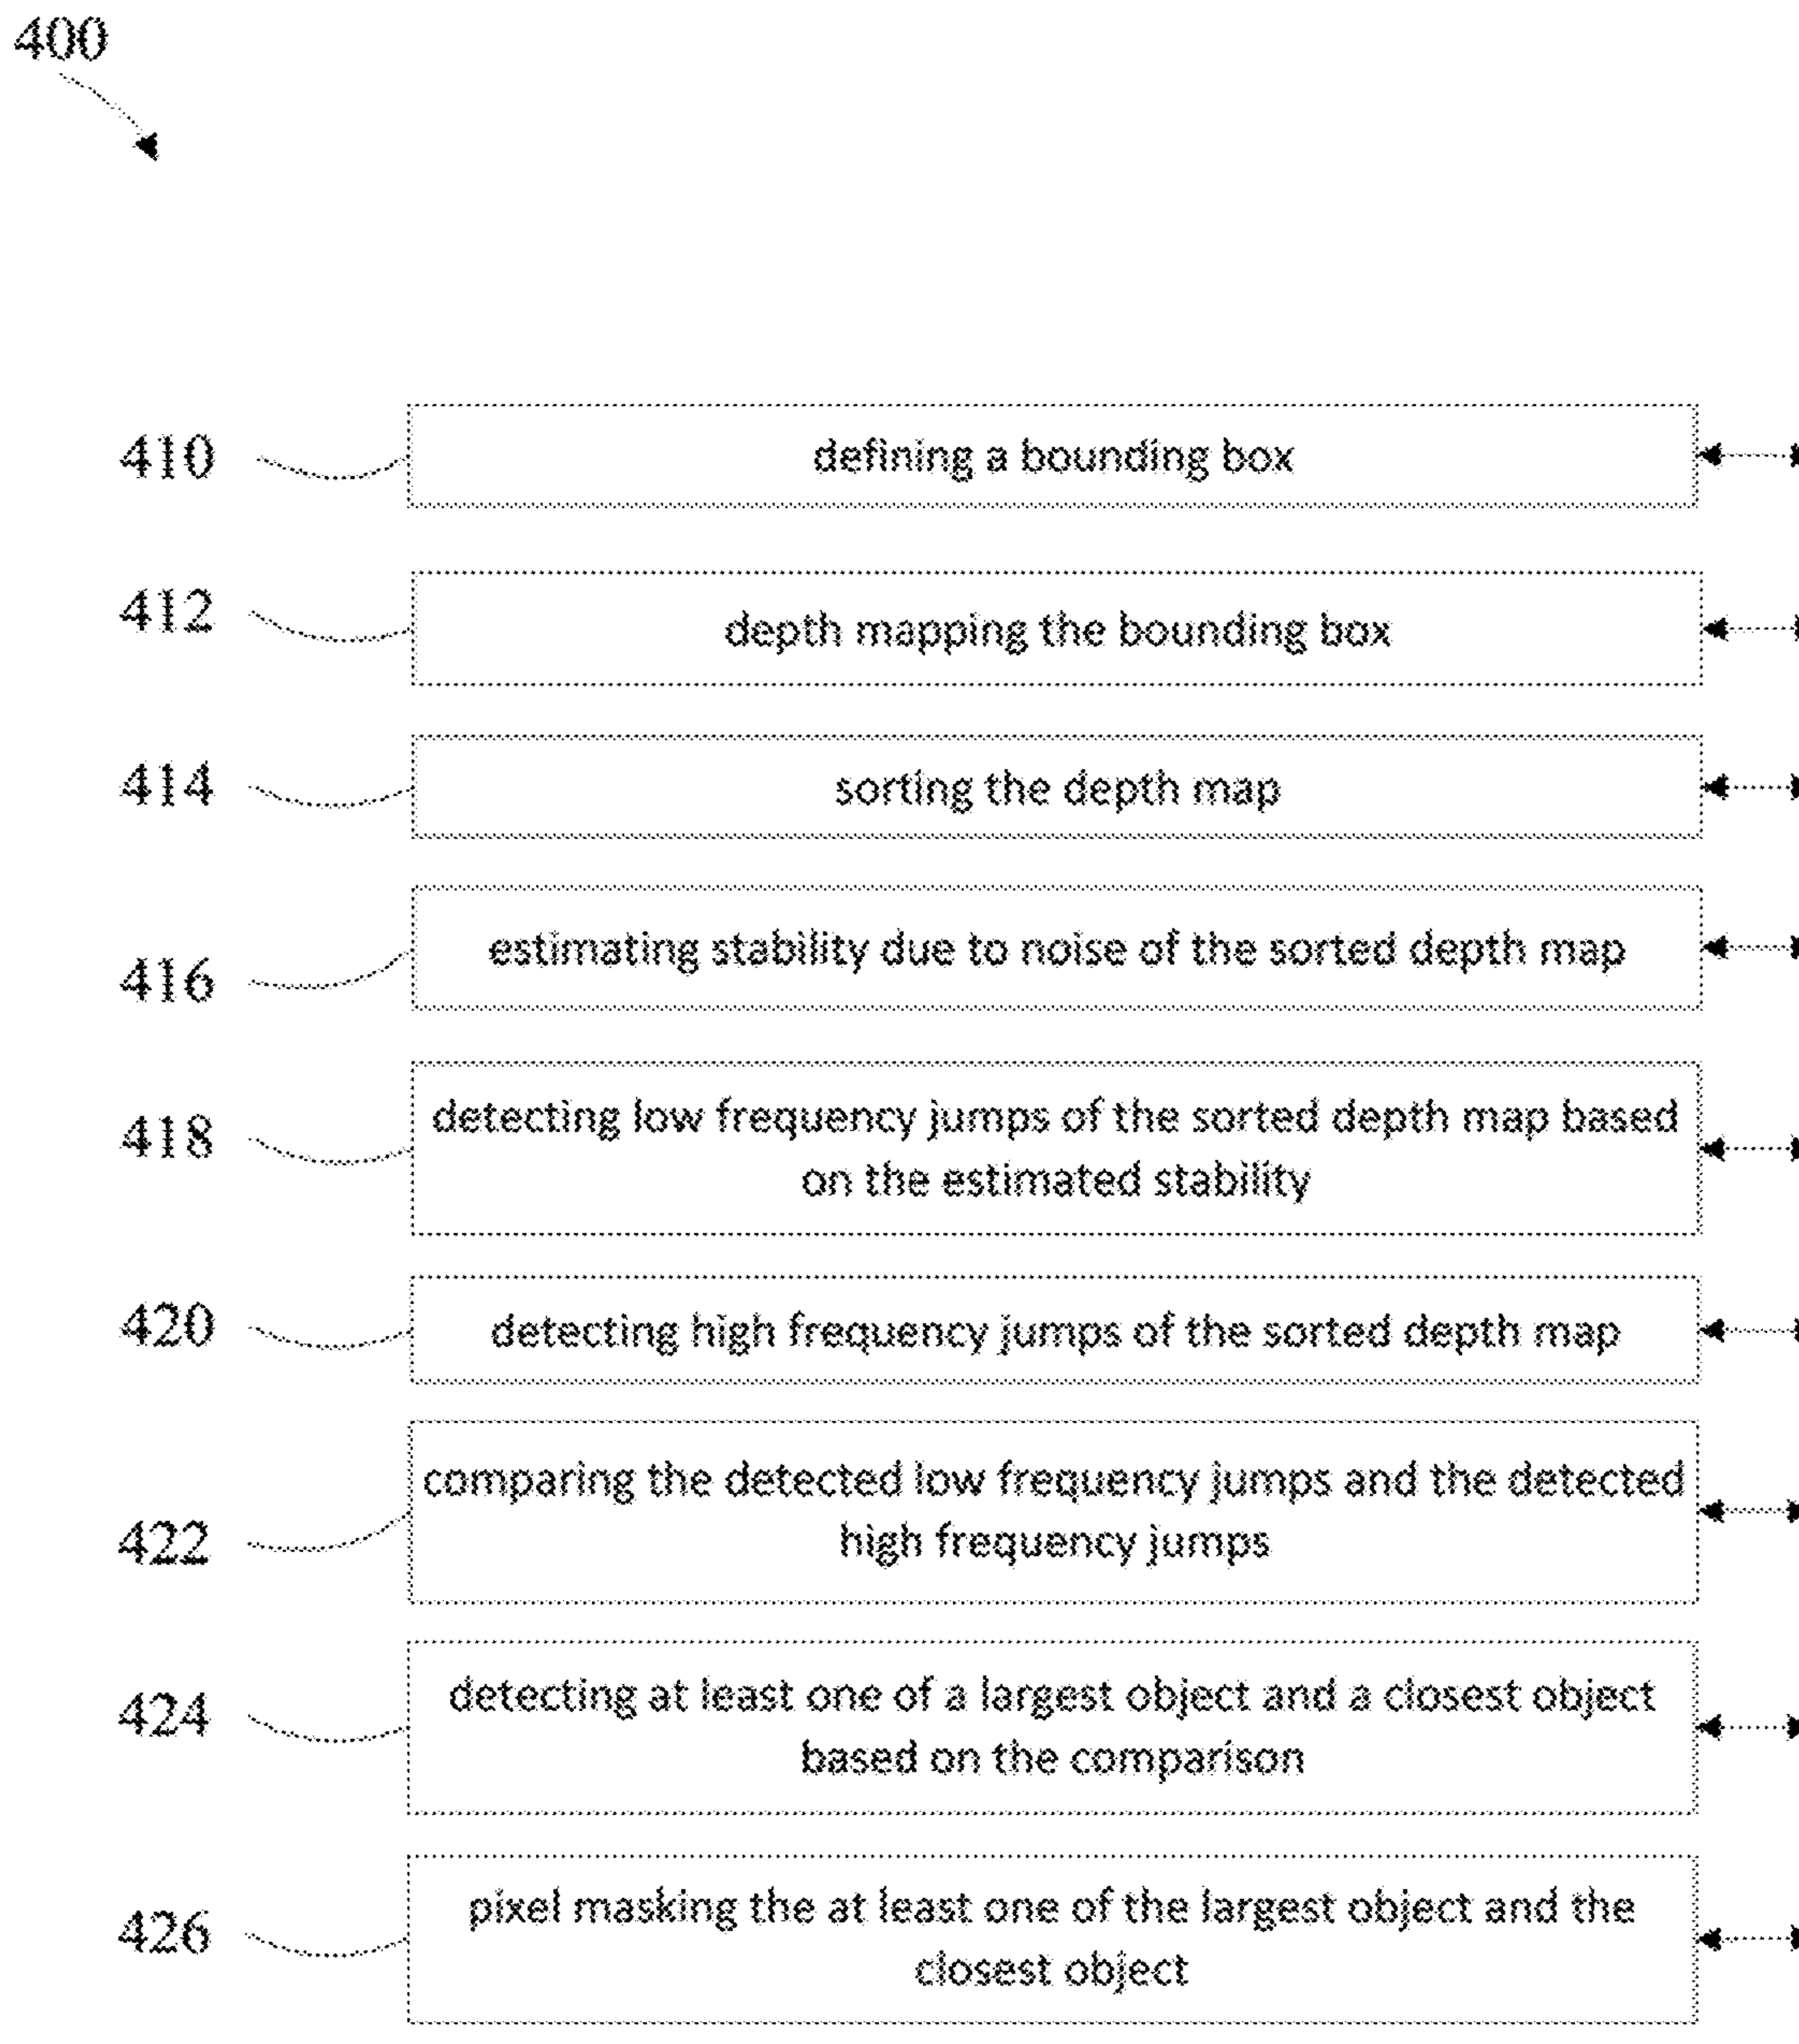 400
410
defining a bounding box
412
depth mapping the bounding box
414
sorting the depth map
416
estimating stability due to noise of the sorted depth map
418
detecting low frequency jumps of the sorted depth map based
on the estimated stability
420
detecting high frequency jumps of the sorted depth map
422
comparing the detected low frequency jumps and the detected
high frequency jumps
424
detecting at least one of a largest object and a closest object
based on the comparison
426
pixel masking the at least one of the largest object and the
closest object